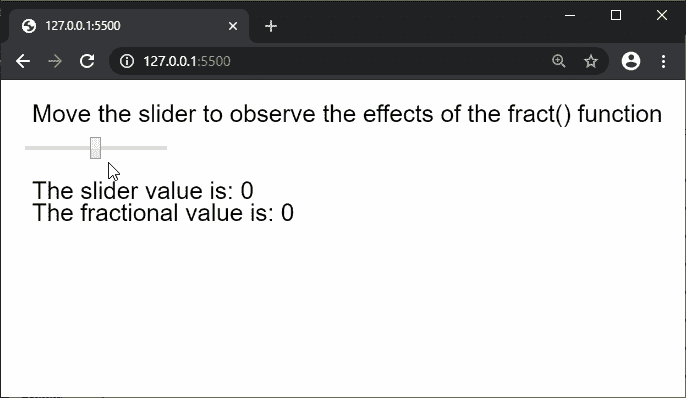 127.0.0.1:5500
127.0.0.1:5500
Move the slider to observe the effects of the fract() function
The slider value is: 0
The fractional value is: 0